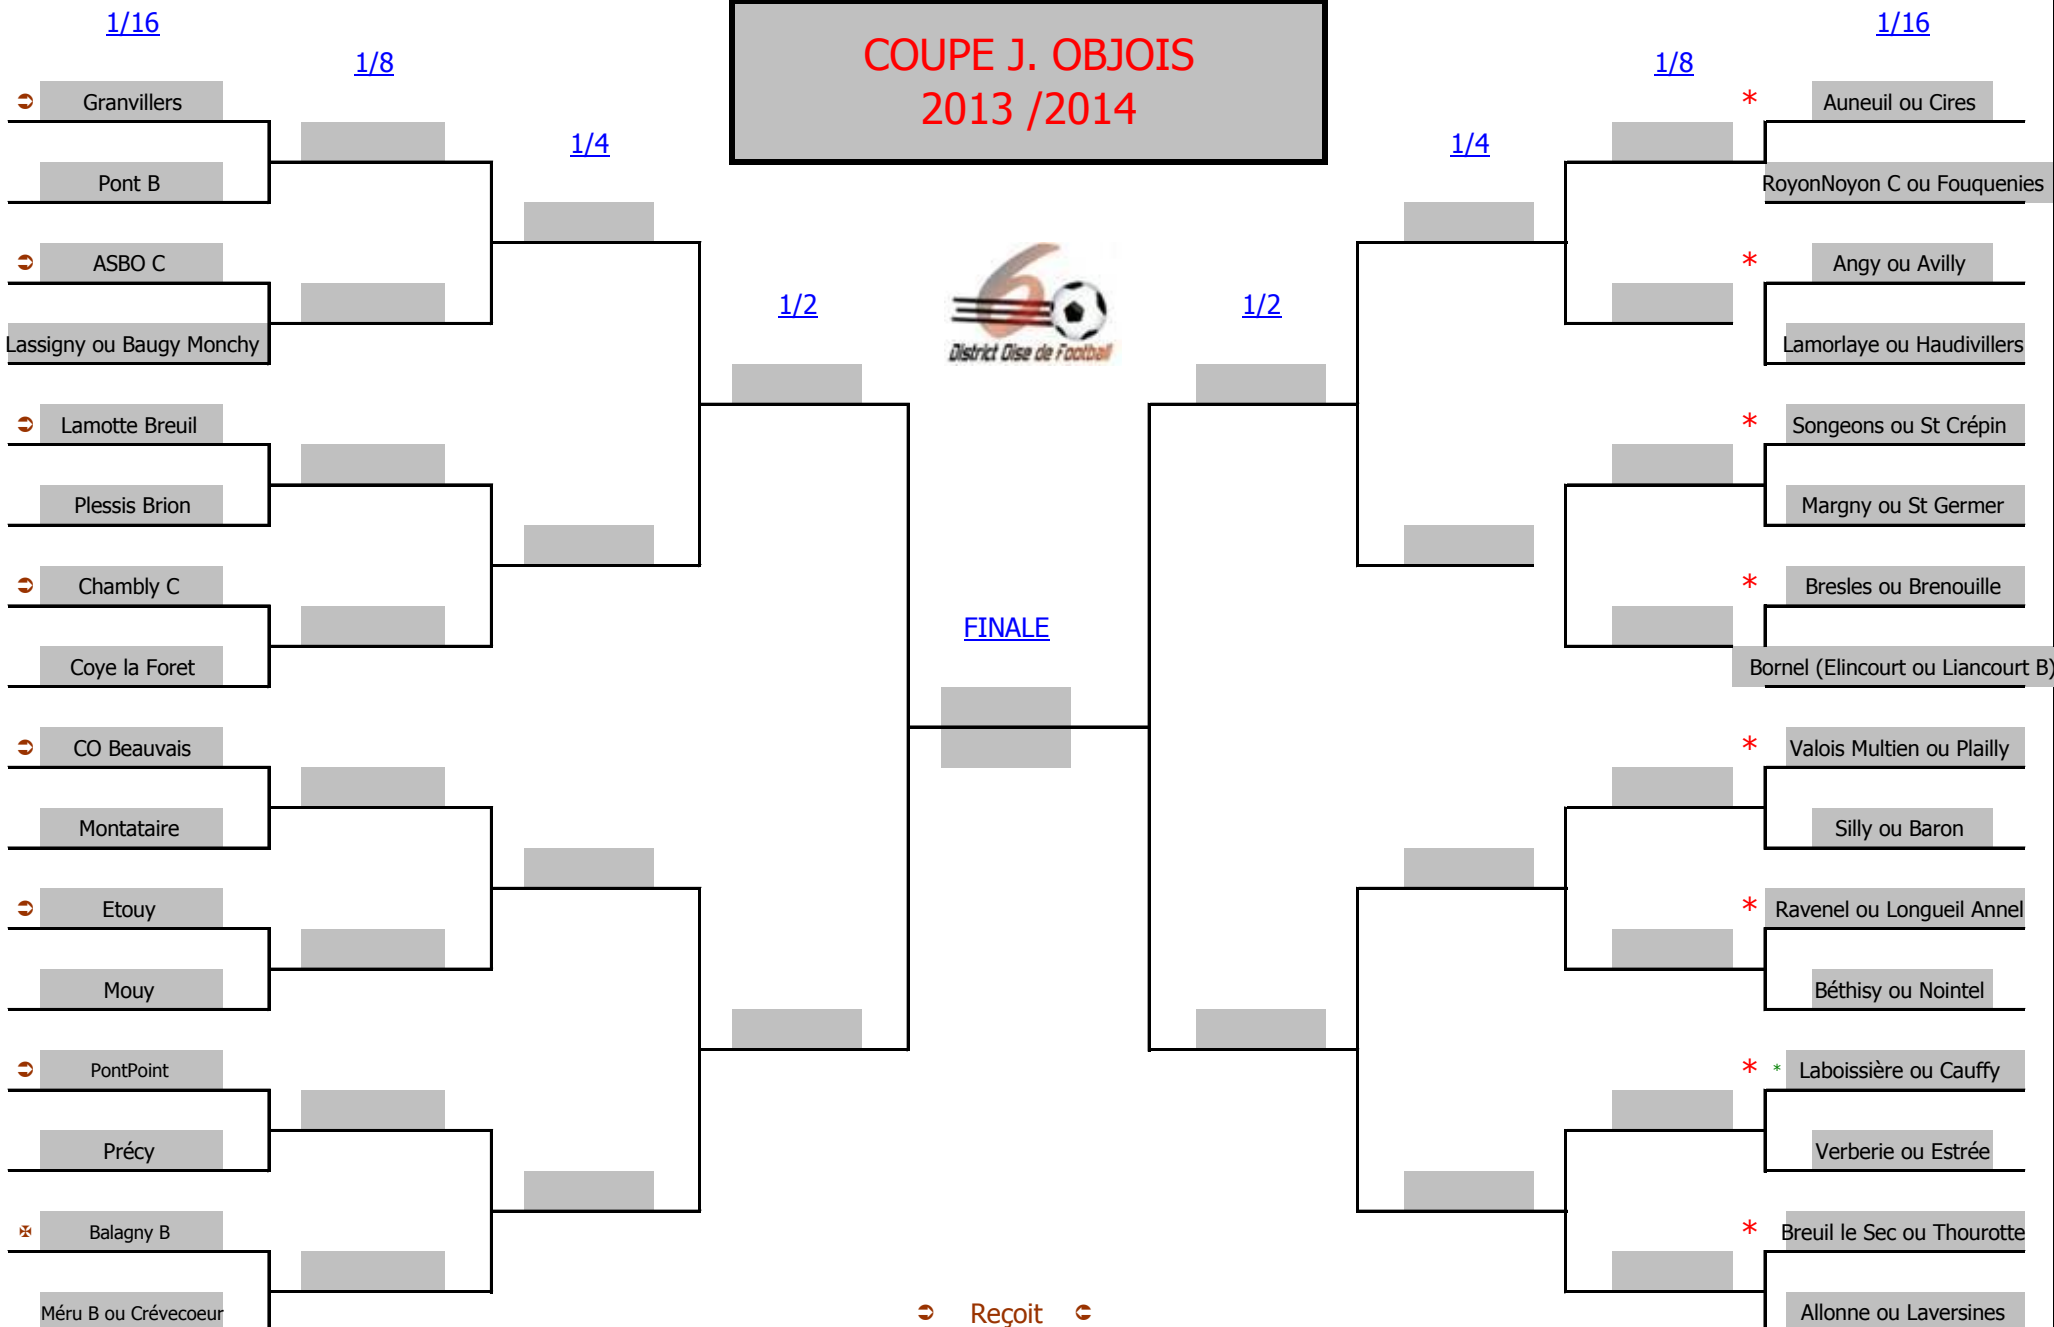 1/16
1/8
1/4
1/2
COUPE J. OBJOIS
2013 /2014
1/2
1/4
1/8
1/16
Granvillers
Pont B
ASBO C
Lassigny ou Baugy Monchy
Lamotte Breuil
Plessis Brion
Chambly C
Coye la Foret
CO Beauvais
Montataire
Etouy
Mouy
PontPoint
Précy
Balagny B
Méru B ou Crévecoeur
6
District Oise de Football
FINALE
➲ Reçoit
* Auneuil ou Cires
RoyonNoyon C ou Fouquenies
* Angy ou Avilly
Lamorlaye ou Haudivillers
* Songeons ou St Crépin
Margny ou St Germer
* Bresles ou Brenouille
Bornel (Elincourt ou Liancourt B)
* Valois Multien ou Plailly
Silly ou Baron
* Ravenel ou Longueil Annel
Béthisy ou Nointel
* * Laboissière ou Cauffy
Verberie ou Estrée
* Breuil le Sec ou Thourotte
Allonne ou Laversines